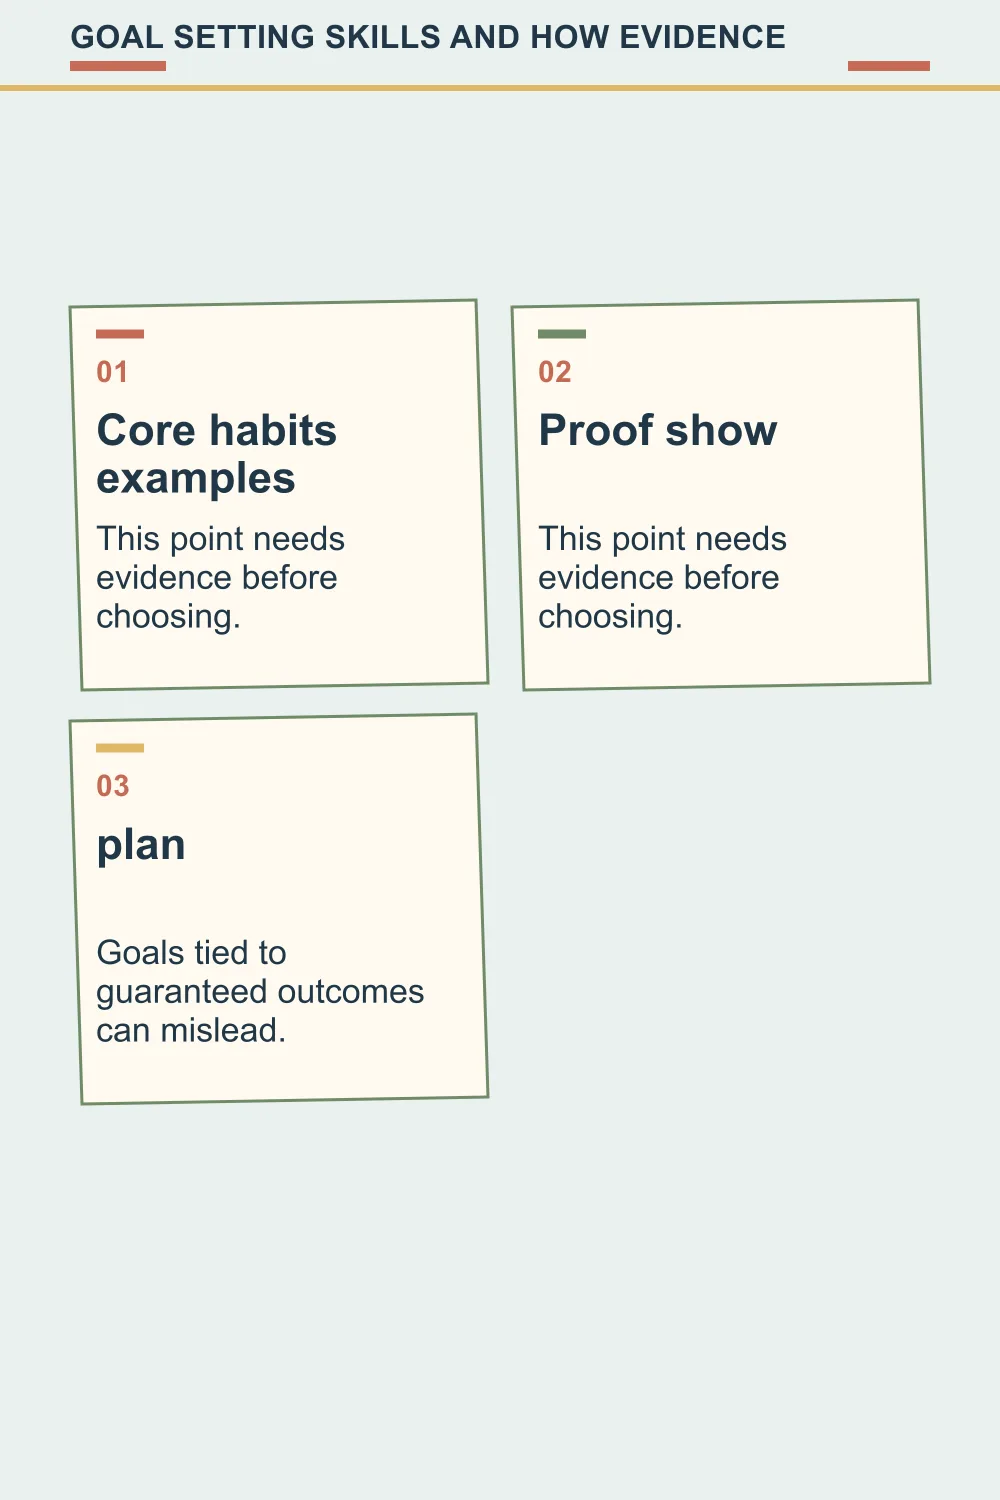 GOAL SETTING SKILLS AND HOW EVIDENCE
01
Core habits
examples
This point needs
evidence before
choosing.
02
Proof show
This point needs
evidence before
choosing.
03
plan
Goals tied to
guaranteed outcomes
can mislead.